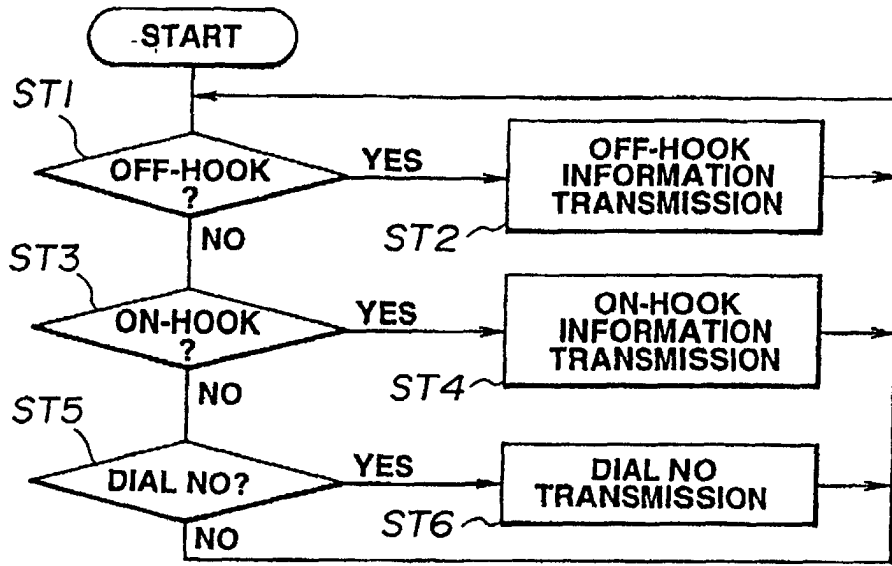 START
ST1
OFF-HOOK
?
YES
OFF-HOOK
INFORMATION
TRANSMISSION
ST2
NO
ST3
ON-HOOK
?
YES
ON-HOOK
INFORMATION
TRANSMISSION
ST4
NO
ST5
DIAL NO?
YES
DIAL NO
TRANSMISSION
ST6
NO